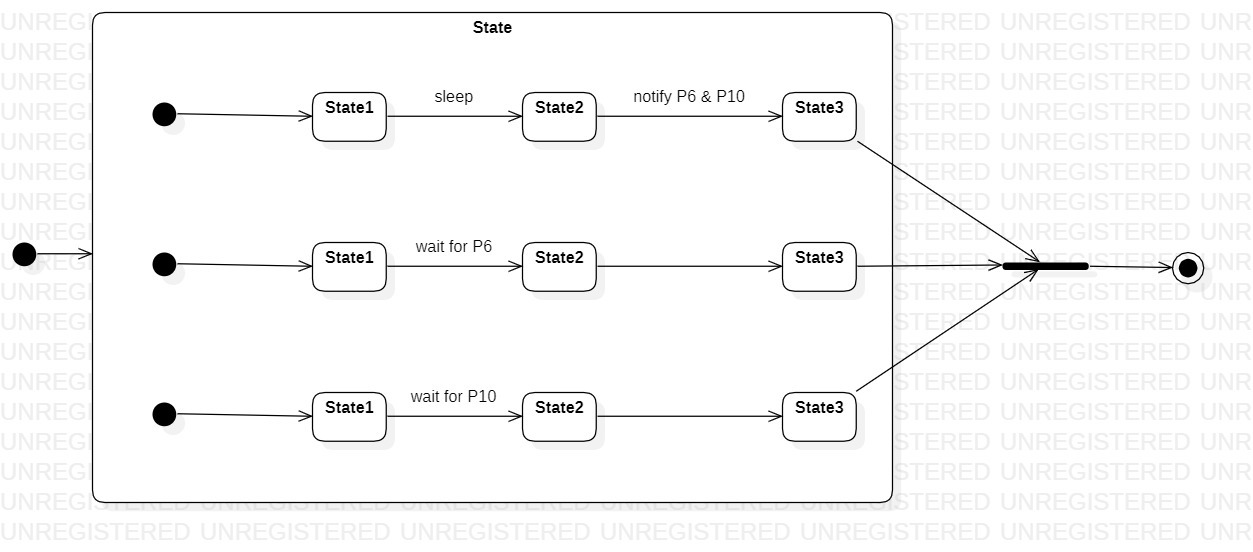 State
State1 sleep State2 notify P6 & P10 State3
State1 wait for P6 State2 State3
State1 wait for P10 State2 State3
UNREGISTERED UNREGISTERED UNREGISTERED UNREGISTERED UNREGISTERED UNREGISTERED UNR